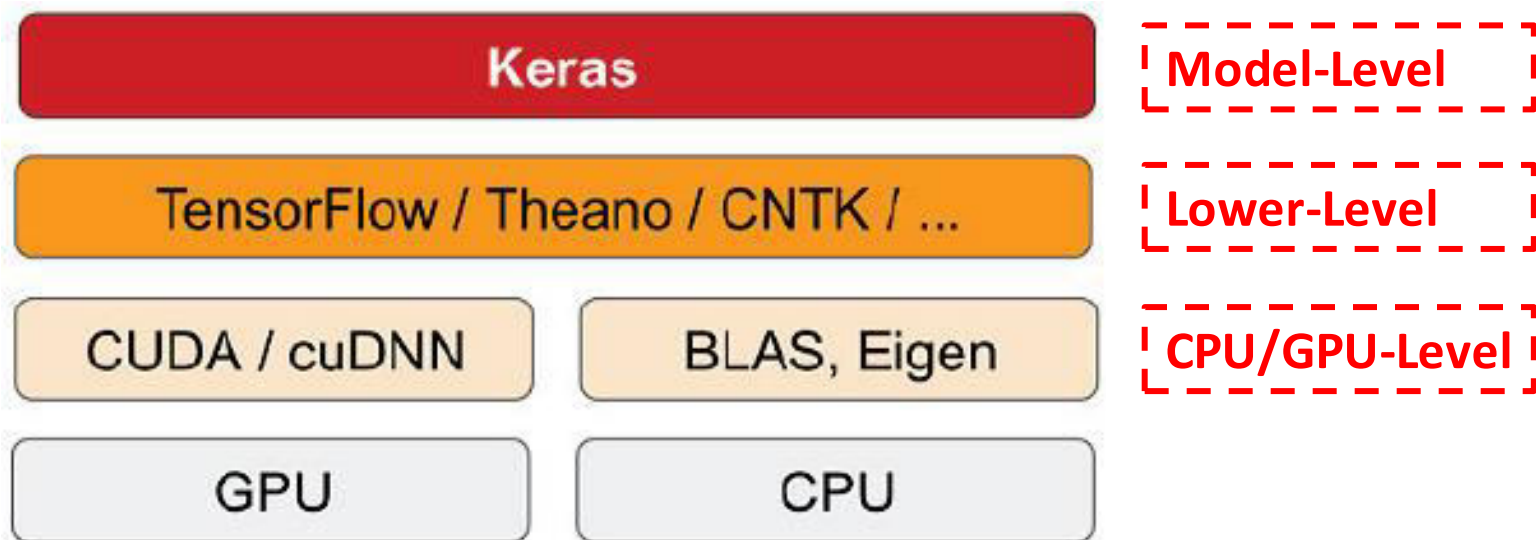 Keras
Model-Level
TensorFlow / Theano / CNTK / ...
Lower-Level
CUDA / cuDNN
BLAS, Eigen
CPU/GPU-Level
GPU
CPU